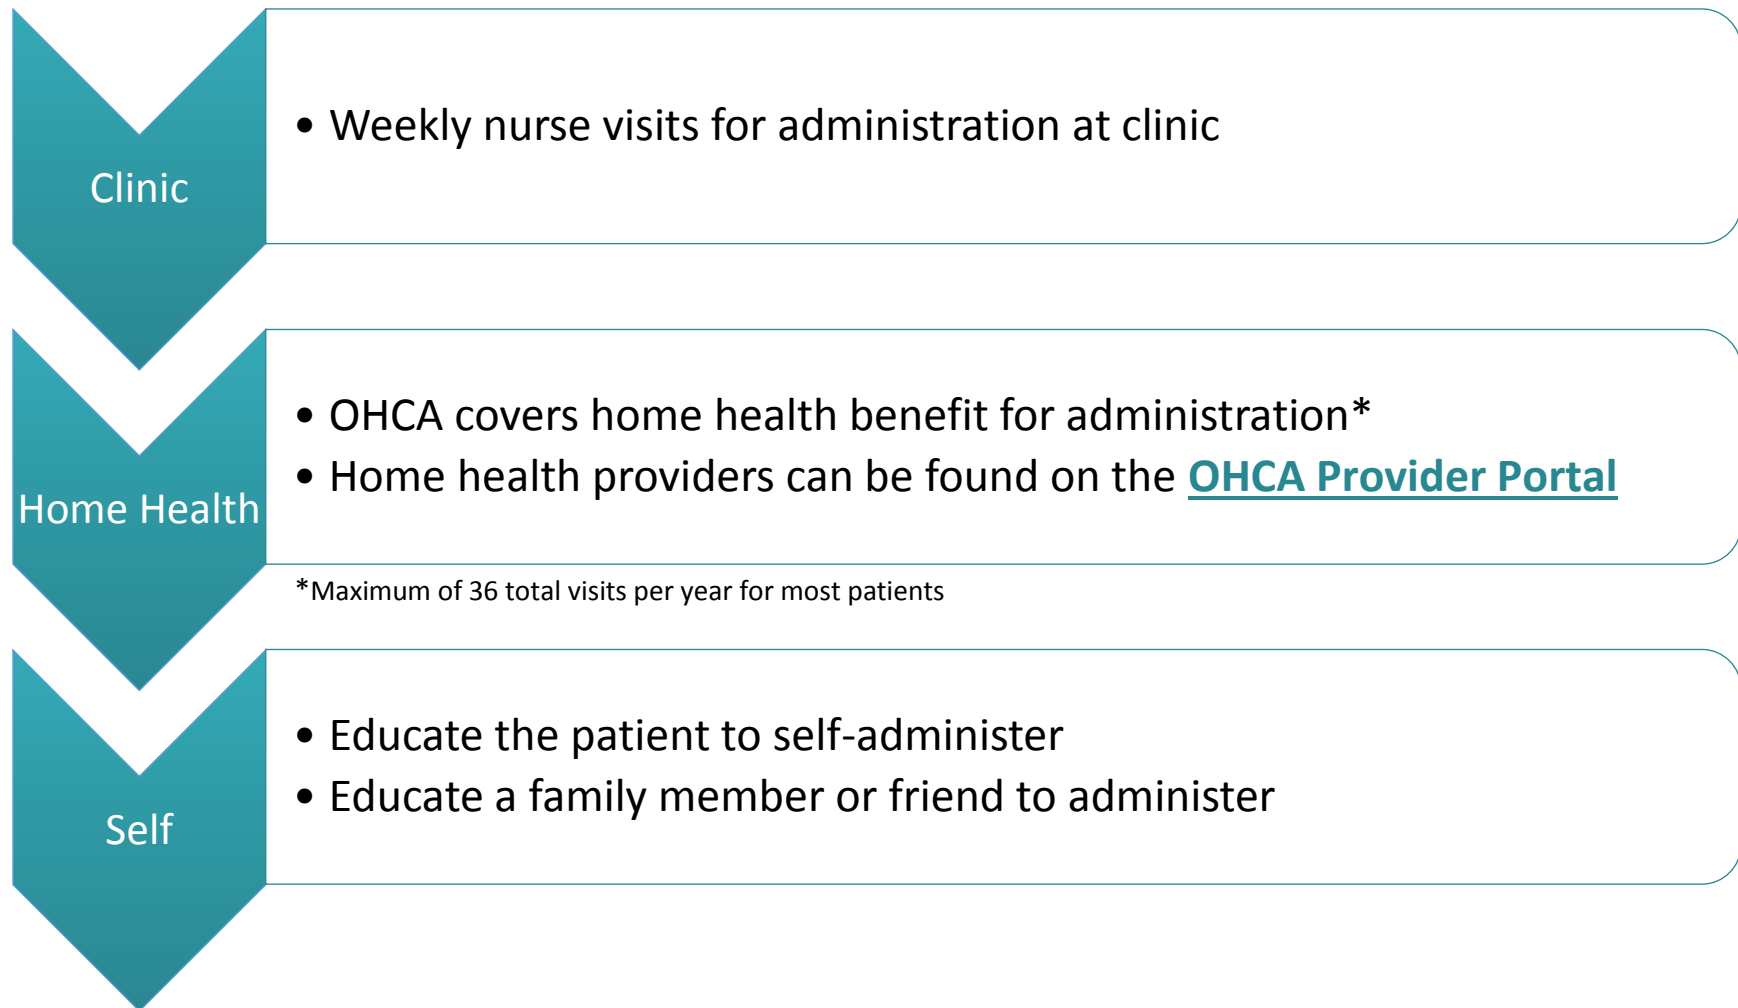 Clinic
• Weekly nurse visits for administration at clinic
Home Health
• OHCA covers home health benefit for administration*
• Home health providers can be found on the OHCA Provider Portal
*Maximum of 36 total visits per year for most patients
Self
• Educate the patient to self-administer
• Educate a family member or friend to administer